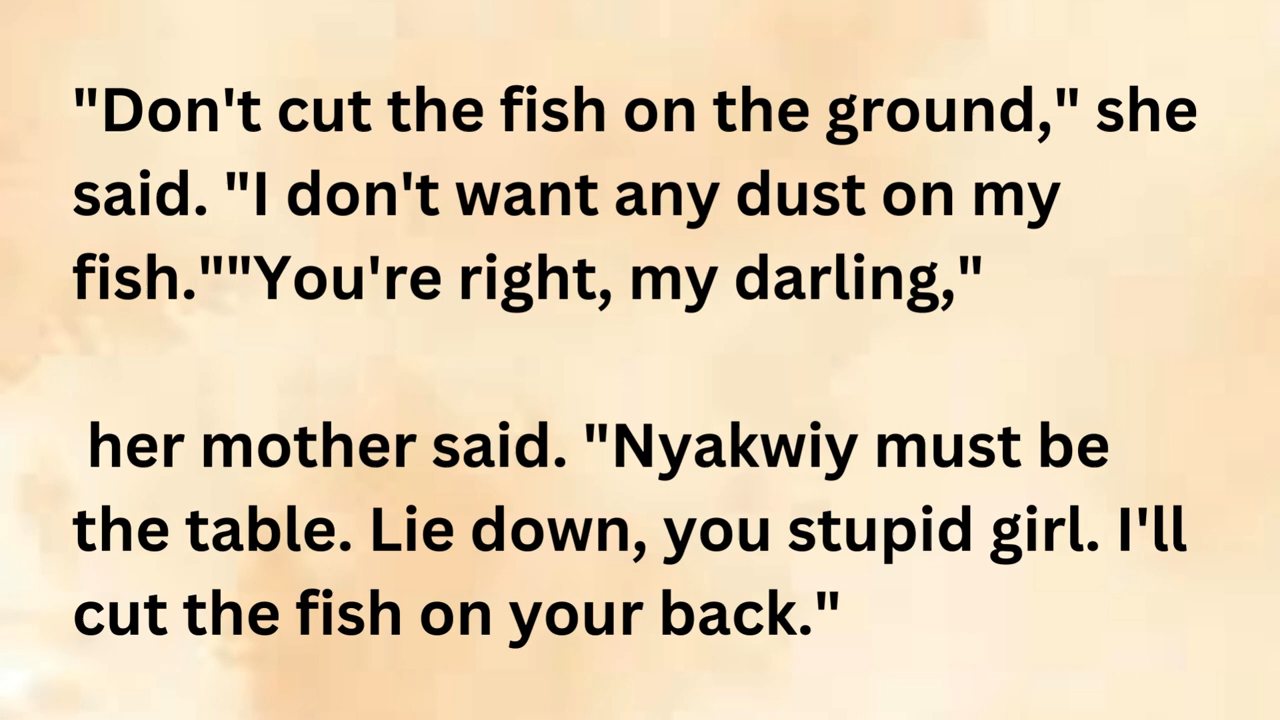 "Don't cut the fish on the ground," she
said. "I don't want any dust on my
fish.""You're right, my darling,"
her mother said. "Nyakwiy must be
the table. Lie down, you stupid girl. I'll
cut the fish on your back."